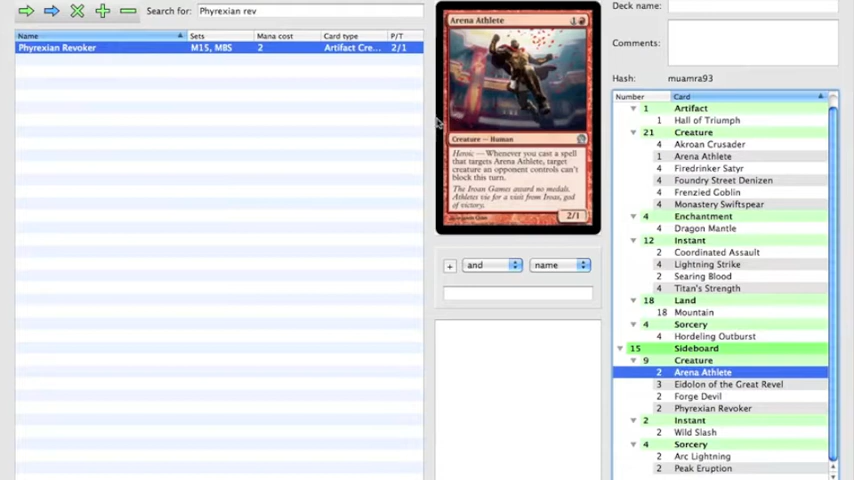 Search for: Phyrexian rev
Name Sets Mana cost Card type P/T
Phyrexian Revoker M15, MBS 2 Artifact Cre... 2/1
Arena Athlete 1
Creature — Human
Heroic — Whenever you cast a spell
that targets Arena Athlete, target
creature an opponent controls can't
block this turn.
The Iroan Games award no medals.
Athletes vie for a visit from Iroas, god
of victory.
2/1
+ and name
Deck name:
Comments:
Hash: muamra93
Number Card
1 Artifact
1 Hall of Triumph
21 Creature
4 Akroan Crusader
1 Arena Athlete
4 Firedrinker Satyr
4 Foundry Street Denizen
4 Frenzied Goblin
4 Monastery Swiftspear
4 Enchantment
4 Dragon Mantle
12 Instant
2 Coordinated Assault
4 Lightning Strike
2 Searing Blood
4 Titan's Strength
18 Land
18 Mountain
4 Sorcery
4 Hordeling Outburst
15 Sideboard
9 Creature
2 Arena Athlete
3 Eidolon of the Great Revel
2 Forge Devil
2 Phyrexian Revoker
2 Instant
2 Wild Slash
4 Sorcery
2 Arc Lightning
2 Peak Eruption